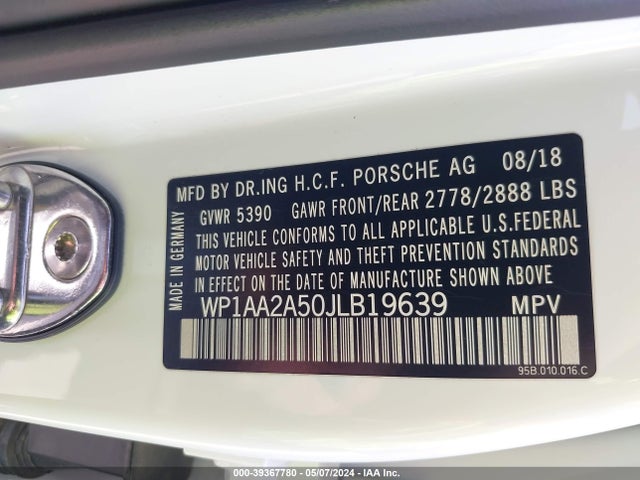 MFD BY DR.ING H.C.F. PORSCHE AG 08/18
GVWR 5390 GAWR FRONT/REAR 2778/2888 LBS
THIS VEHICLE CONFORMS TO ALL APPLICABLE U.S.FEDERAL
MOTOR VEHICLE SAFETY AND THEFT PREVENTION STANDARDS
IN EFFECT ON THE DATE OF MANUFACTURE SHOWN ABOVE
MADE IN GERMANY
WP1AA2A50JLB19639 MPV
95B.010.016.C
000-39367780 - 05/07/2024 - IAA Inc.